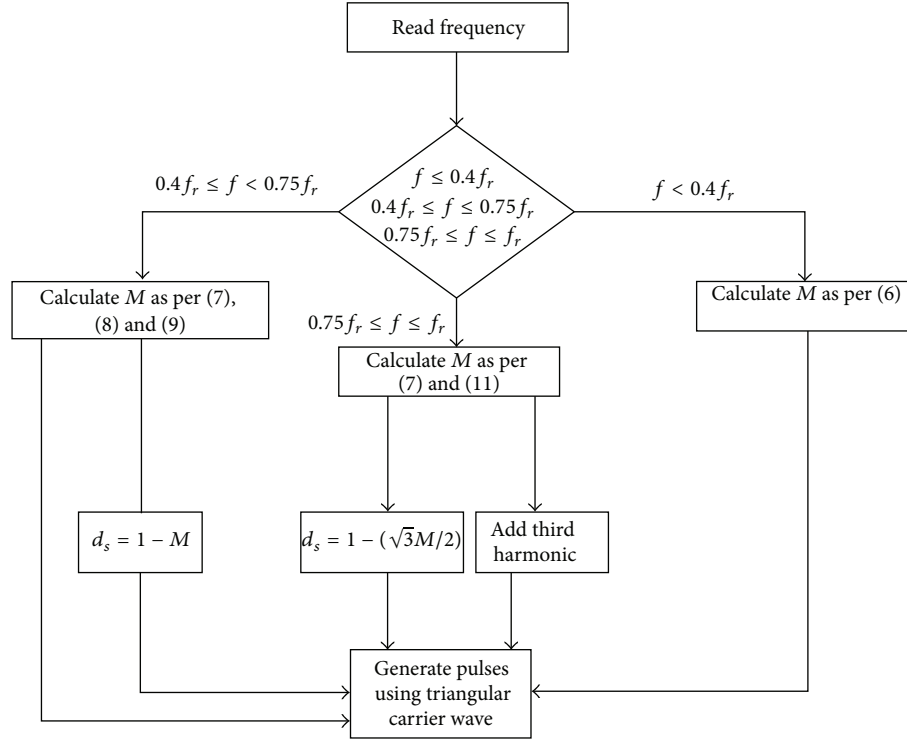 Read frequency
f ≤ 0.4f_r
0.4f_r ≤ f ≤ 0.75f_r
0.75f_r ≤ f ≤ f_r
0.4f_r ≤ f < 0.75f_r
f < 0.4f_r
Calculate M as per (7),
(8) and (9)
0.75f_r ≤ f ≤ f_r
Calculate M as per
(7) and (11)
Calculate M as per (6)
d_s = 1 − M
d_s = 1 − (√3M/2)
Add third
harmonic
Generate pulses
using triangular
carrier wave